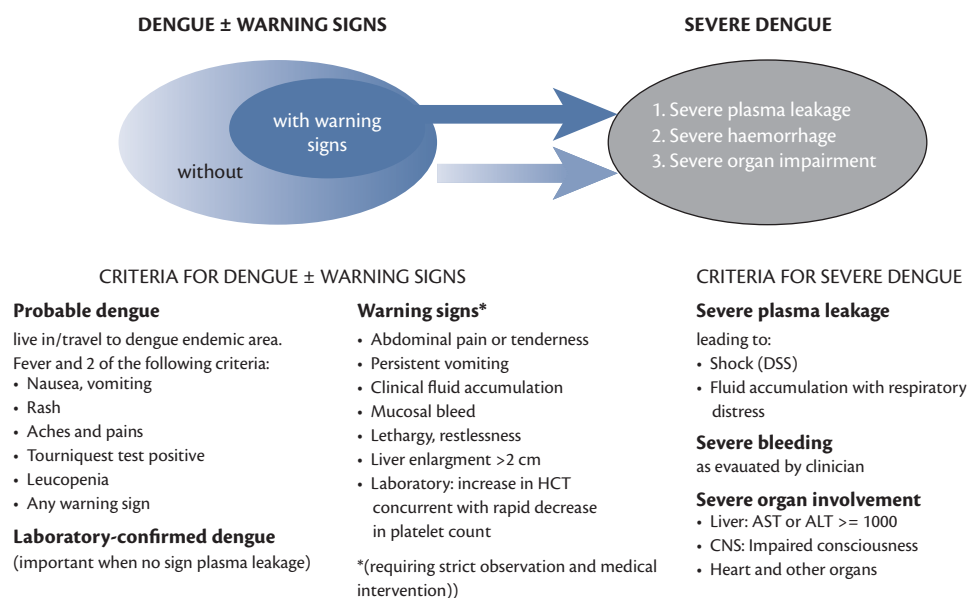 DENGUE ± WARNING SIGNS
SEVERE DENGUE
with warning
signs
without
1. Severe plasma leakage
2. Severe haemorrhage
3. Severe organ impairment
CRITERIA FOR DENGUE ± WARNING SIGNS
Probable dengue
live in/travel to dengue endemic area.
Fever and 2 of the following criteria:
• Nausea, vomiting
• Rash
• Aches and pains
• Tourniquest test positive
• Leucopenia
• Any warning sign
Laboratory-confirmed dengue
(important when no sign plasma leakage)
Warning signs*
• Abdominal pain or tenderness
• Persistent vomiting
• Clinical fluid accumulation
• Mucosal bleed
• Lethargy, restlessness
• Liver enlargment >2 cm
• Laboratory: increase in HCT
concurrent with rapid decrease
in platelet count
*(requiring strict observation and medical
intervention))
CRITERIA FOR SEVERE DENGUE
Severe plasma leakage
leading to:
• Shock (DSS)
• Fluid accumulation with respiratory
distress
Severe bleeding
as evauated by clinician
Severe organ involvement
• Liver: AST or ALT >= 1000
• CNS: Impaired consciousness
• Heart and other organs